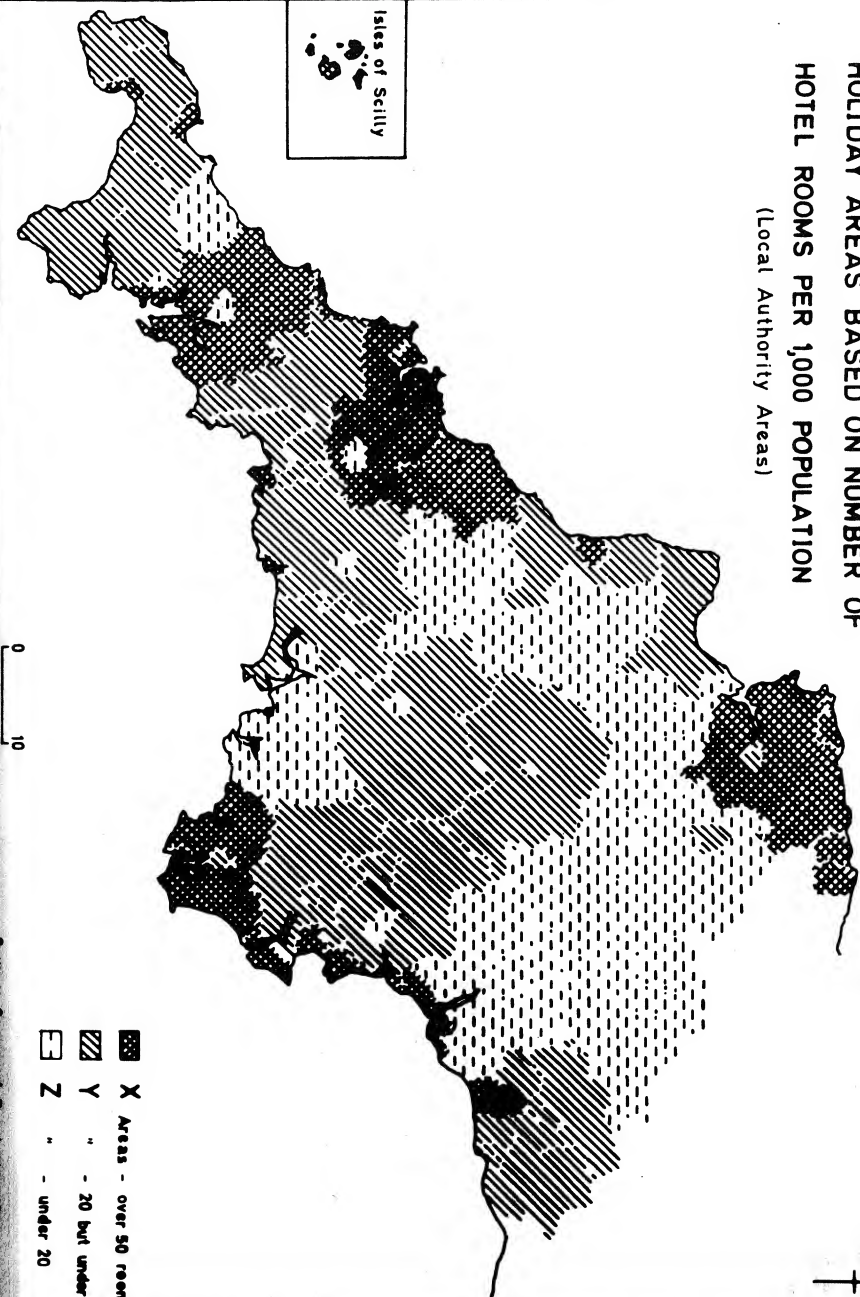 HOLIDAY AREAS BASED ON NUMBER OF
HOTEL ROOMS PER 1,000 POPULATION
(Local Authority Areas)
Isles of Scilly
0 10
X Areas - over 50 room
Y " - 20 but under
Z " - under 20